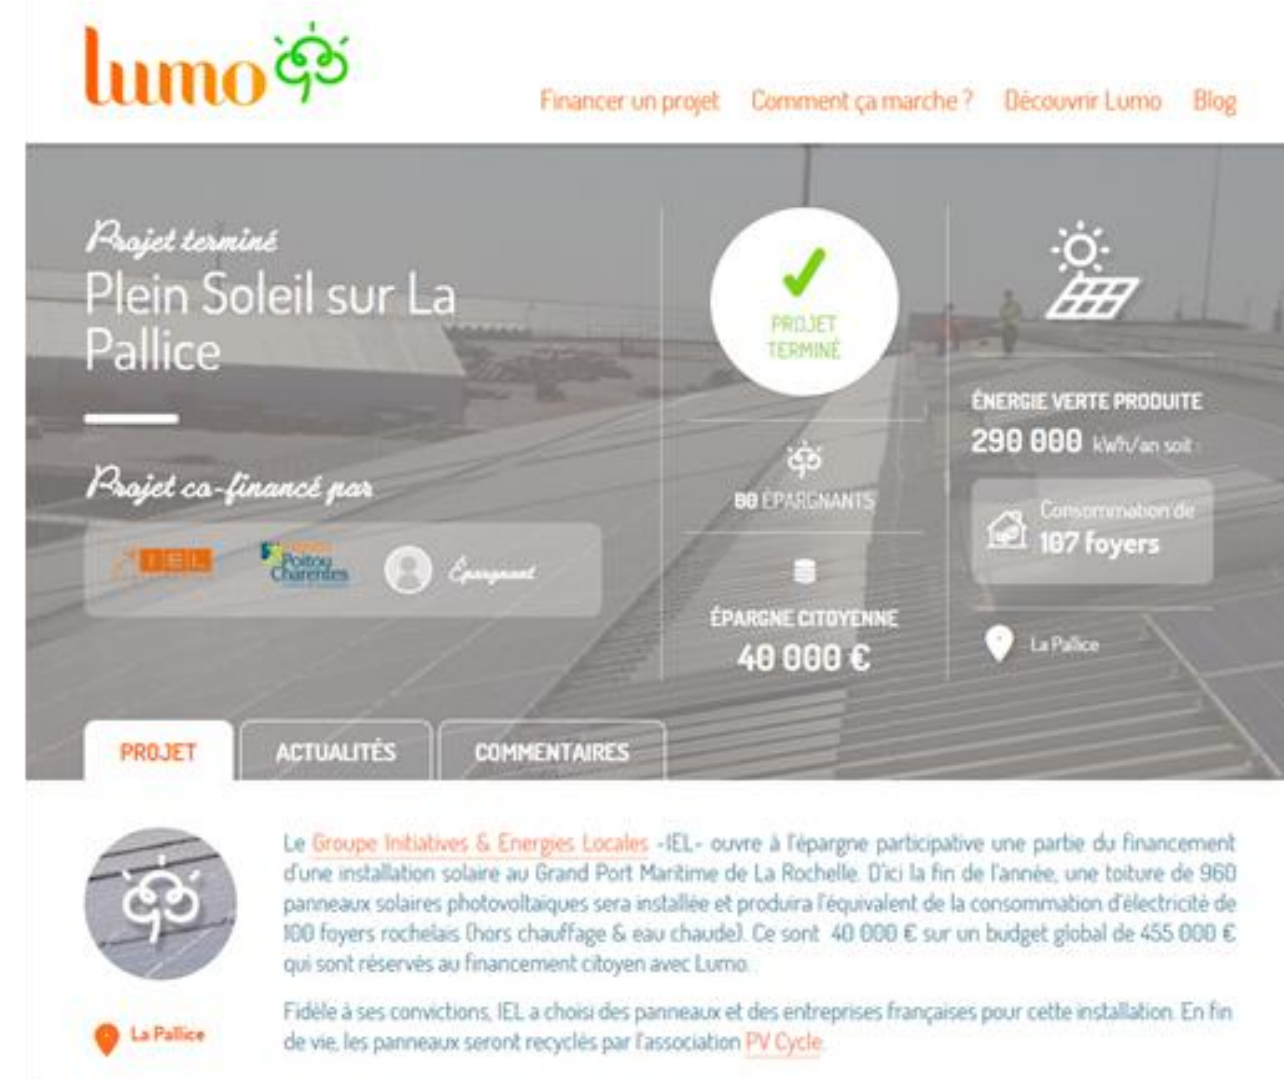 lumo
Financer un projet
Comment ça marche ?
Découvrir Lumo
Blog
Projet terminé
Plein Soleil sur La
Pallice
Projet co-financé par
IEL
Poitou
Charentes
Épargnant
PROJET
TERMINÉ
80 ÉPARGNANTS
ÉPARGNE CITOYENNE
40 000 €
ÉNERGIE VERTE PRODUITE
290 000 kWh/an soit :
Consommation de
107 foyers
La Pallice
PROJET
ACTUALITÉS
COMMENTAIRES
Le Groupe Initiatives & Energies Locales -IEL- ouvre à l'épargne participative une partie du financement
d'une installation solaire au Grand Port Maritime de La Rochelle. D'ici la fin de l'année, une toiture de 960
panneaux solaires photovoltaiques sera installée et produira l'équivalent de la consommation d'électricité de
100 foyers rochelais (hors chauffage & eau chaude). Ce sont 40 000 € sur un budget global de 455 000 €
qui sont réservés au financement citoyen avec Lumo.
Fidèle à ses convictions, IEL a choisi des panneaux et des entreprises françaises pour cette installation. En fin
de vie, les panneaux seront recyclés par l'association PV Cycle.
La Pallice